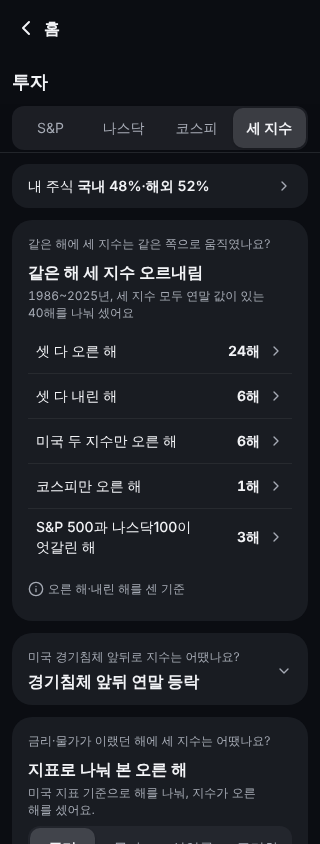 홈
투자
S&P 나스닥 코스피 세 지수
내 주식 국내 48%·해외 52%
같은 해에 세 지수는 같은 쪽으로 움직였나요?
같은 해 세 지수 오르내림
1986~2025년, 세 지수 모두 연말 값이 있는
40해를 나눠 셌어요
셋 다 오른 해 24해
셋 다 내린 해 6해
미국 두 지수만 오른 해 6해
코스피만 오른 해 1해
S&P 500과 나스닥100이
엇갈린 해 3해
오른 해·내린 해를 센 기준
미국 경기침체 앞뒤로 지수는 어땠나요?
경기침체 앞뒤 연말 등락
금리·물가가 이랬던 해에 세 지수는 어땠나요?
지표로 나눠 본 오른 해
미국 지표 기준으로 해를 나눠, 지수가 오른
해를 셌어요.